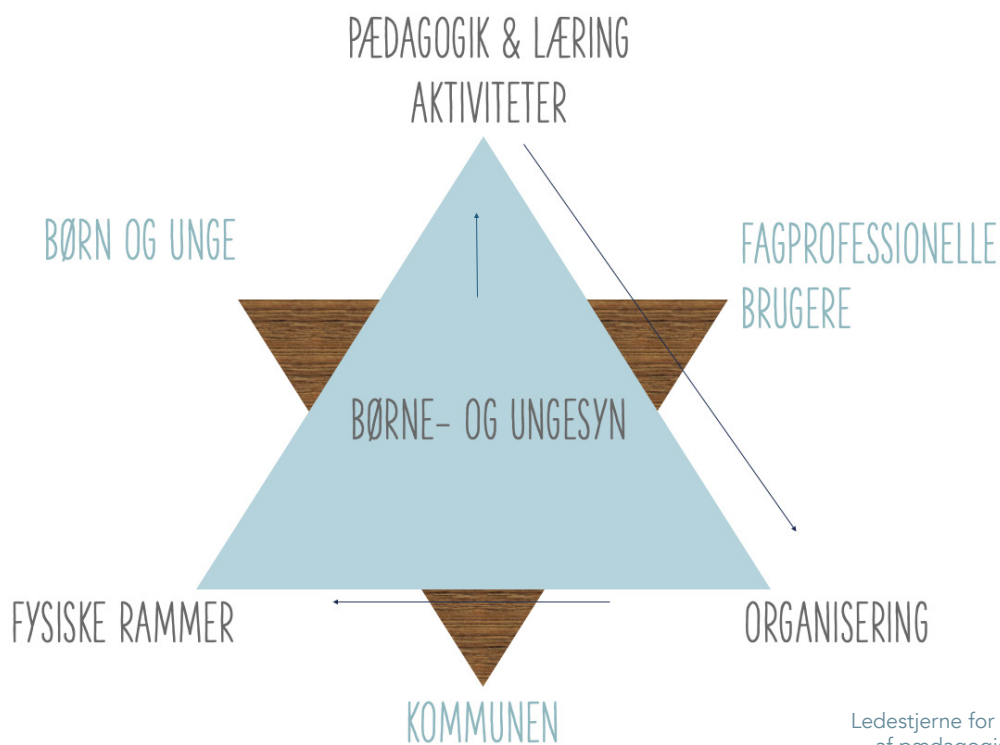 PÆDAGOGIK & LÆRING
AKTIVITETER
BØRN OG UNGE
FAGPROFESSIONELLE
BRUGERE
BØRNE- OG UNGESYN
FYSISKE RAMMER
ORGANISERING
KOMMUNEN
Ledestjerne for